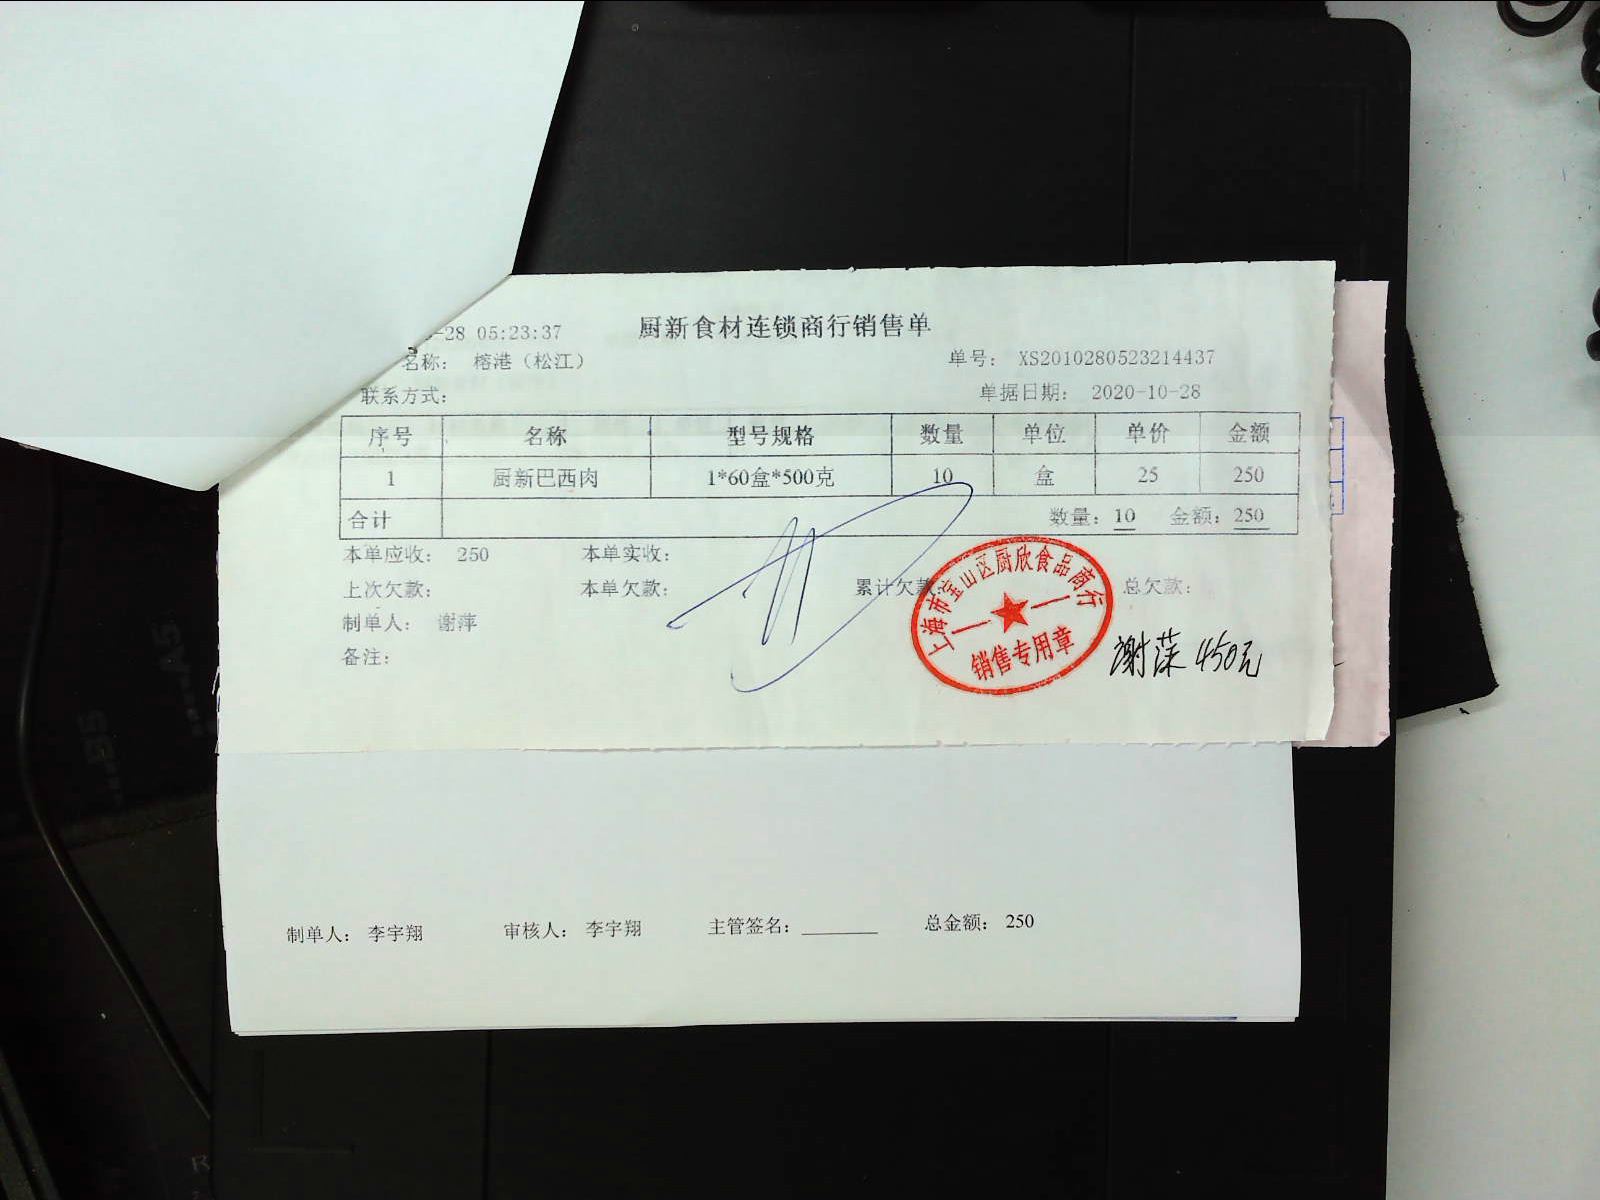 -28 05:23:37 厨新食材连锁商行销售单
名称： 榕港（松江） 单号： XS2010280523214437
联系方式： 单据日期： 2020-10-28
序号 名称 型号规格 数量 单位 单价 金额
1 厨新巴西肉 1*60盒*500克 10 盒 25 250
合计 数量：10 金额：250
本单应收： 250 本单实收：
上次欠款： 本单欠款： 累计欠款： 总欠款：
制单人： 谢萍
备注：
上海市宝山区厨欣食品商行
销售专用章
谢萍 450元
制单人： 李宇翔 审核人： 李宇翔 主管签名： 总金额： 250